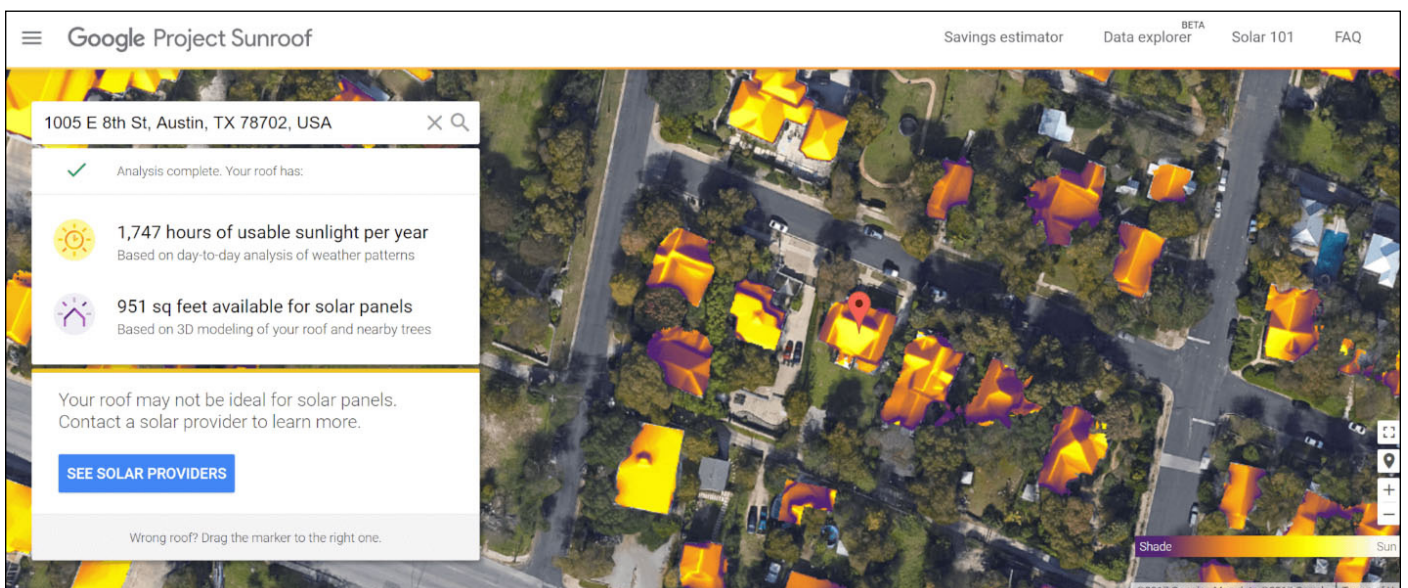 Google Project Sunroof
Savings estimator
Data explorer
BETA
Solar 101
FAQ
1005 E 8th St, Austin, TX 78702, USA
Analysis complete. Your roof has:
1,747 hours of usable sunlight per year
Based on day-to-day analysis of weather patterns
951 sq feet available for solar panels
Based on 3D modeling of your roof and nearby trees
Your roof may not be ideal for solar panels.
Contact a solar provider to learn more.
SEE SOLAR PROVIDERS
Wrong roof? Drag the marker to the right one.
Shade
Sun